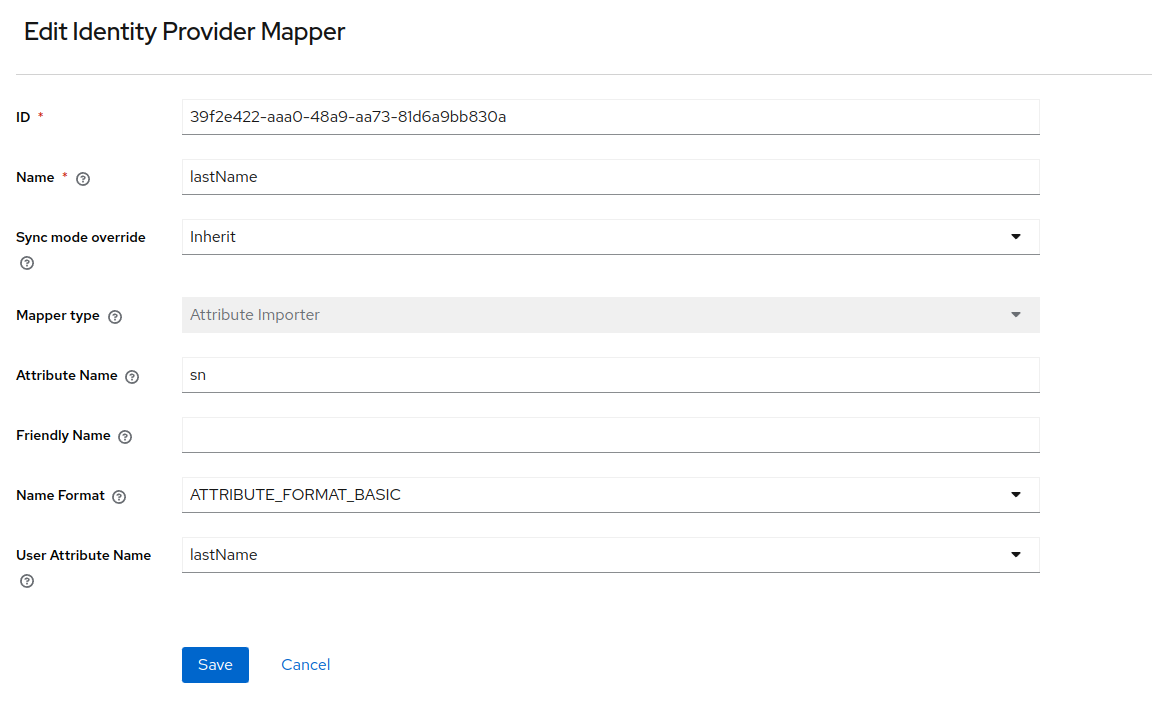 Edit Identity Provider Mapper
ID *
39f2e422-aaa0-48a9-aa73-81d6a9bb830a
Name *
lastName
Sync mode override
Inherit
Mapper type
Attribute Importer
Attribute Name
sn
Friendly Name
Name Format
ATTRIBUTE_FORMAT_BASIC
User Attribute Name
lastName
Save
Cancel